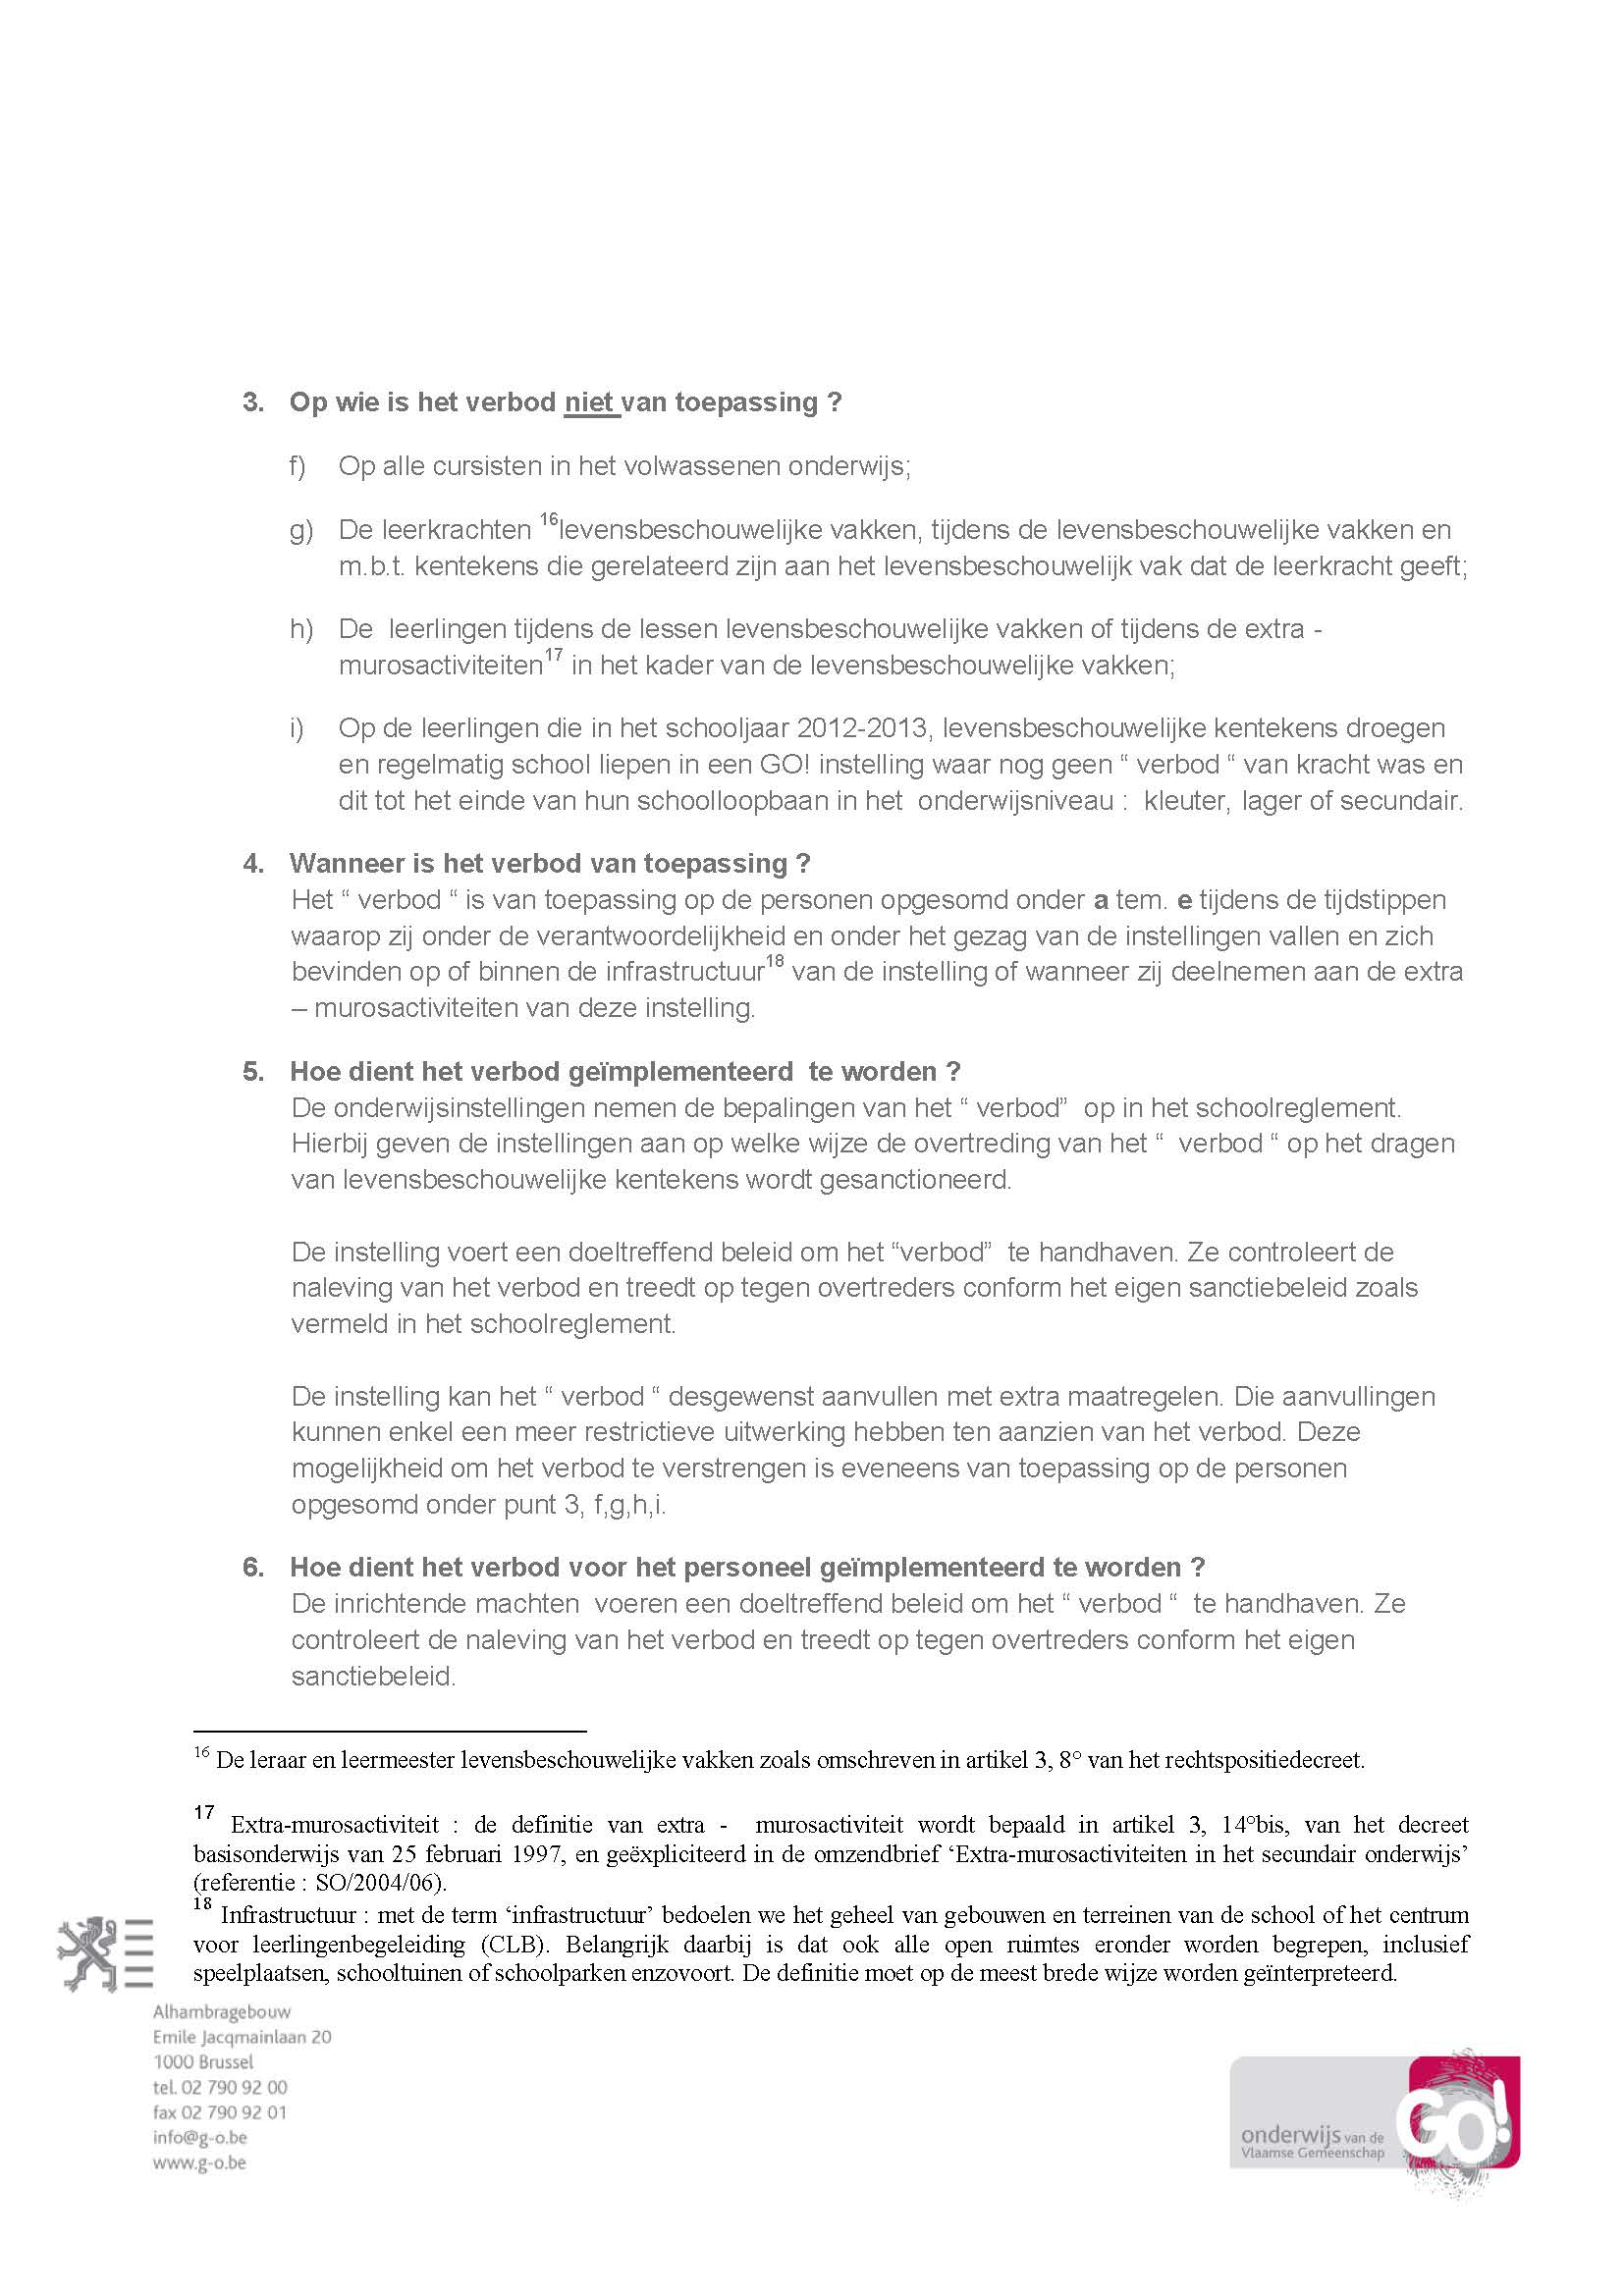 3. Op wie is het verbod niet van toepassing ?
f) Op alle cursisten in het volwassenen onderwijs;
g) De leerkrachten 16levensbeschouwelijke vakken, tijdens de levensbeschouwelijke vakken en
m.b.t. kentekens die gerelateerd zijn aan het levensbeschouwelijk vak dat de leerkracht geeft;
h) De leerlingen tijdens de lessen levensbeschouwelijke vakken of tijdens de extra -
murosactiviteiten17 in het kader van de levensbeschouwelijke vakken;
i) Op de leerlingen die in het schooljaar 2012-2013, levensbeschouwelijke kentekens droegen
en regelmatig school liepen in een GO! instelling waar nog geen “ verbod “ van kracht was en
dit tot het einde van hun schoolloopbaan in het onderwijsniveau : kleuter, lager of secundair.
4. Wanneer is het verbod van toepassing ?
Het “ verbod “ is van toepassing op de personen opgesomd onder a tem. e tijdens de tijdstippen
waarop zij onder de verantwoordelijkheid en onder het gezag van de instellingen vallen en zich
bevinden op of binnen de infrastructuur18 van de instelling of wanneer zij deelnemen aan de extra
– murosactiviteiten van deze instelling.
5. Hoe dient het verbod geïmplementeerd te worden ?
De onderwijsinstellingen nemen de bepalingen van het “ verbod” op in het schoolreglement.
Hierbij geven de instellingen aan op welke wijze de overtreding van het “ verbod “ op het dragen
van levensbeschouwelijke kentekens wordt gesanctioneerd.
De instelling voert een doeltreffend beleid om het “verbod” te handhaven. Ze controleert de
naleving van het verbod en treedt op tegen overtreders conform het eigen sanctiebeleid zoals
vermeld in het schoolreglement.
De instelling kan het “ verbod “ desgewenst aanvullen met extra maatregelen. Die aanvullingen
kunnen enkel een meer restrictieve uitwerking hebben ten aanzien van het verbod. Deze
mogelijkheid om het verbod te verstrengen is eveneens van toepassing op de personen
opgesomd onder punt 3, f,g,h,i.
6. Hoe dient het verbod voor het personeel geïmplementeerd te worden ?
De inrichtende machten voeren een doeltreffend beleid om het “ verbod “ te handhaven. Ze
controleert de naleving van het verbod en treedt op tegen overtreders conform het eigen
sanctiebeleid.
16 De leraar en leermeester levensbeschouwelijke vakken zoals omschreven in artikel 3, 8° van het rechtspositiedecreet.
17 Extra-murosactiviteit : de definitie van extra - murosactiviteit wordt bepaald in artikel 3, 14°bis, van het decreet
basisonderwijs van 25 februari 1997, en geëxpliciteerd in de omzendbrief ‘Extra-murosactiviteiten in het secundair onderwijs’
(referentie : SO/2004/06).
18 Infrastructuur : met de term ‘infrastructuur’ bedoelen we het geheel van gebouwen en terreinen van de school of het centrum
voor leerlingenbegeleiding (CLB). Belangrijk daarbij is dat ook alle open ruimtes eronder worden begrepen, inclusief
speelplaatsen, schooltuinen of schoolparken enzovoort. De definitie moet op de meest brede wijze worden geïnterpreteerd.
Alhambragebouw
Emile Jacqmainlaan 20
1000 Brussel
tel. 02 790 92 00
fax 02 790 92 01
info@g-o.be
www.g-o.be
onderwijs van de
Vlaamse Gemeenschap
GO!